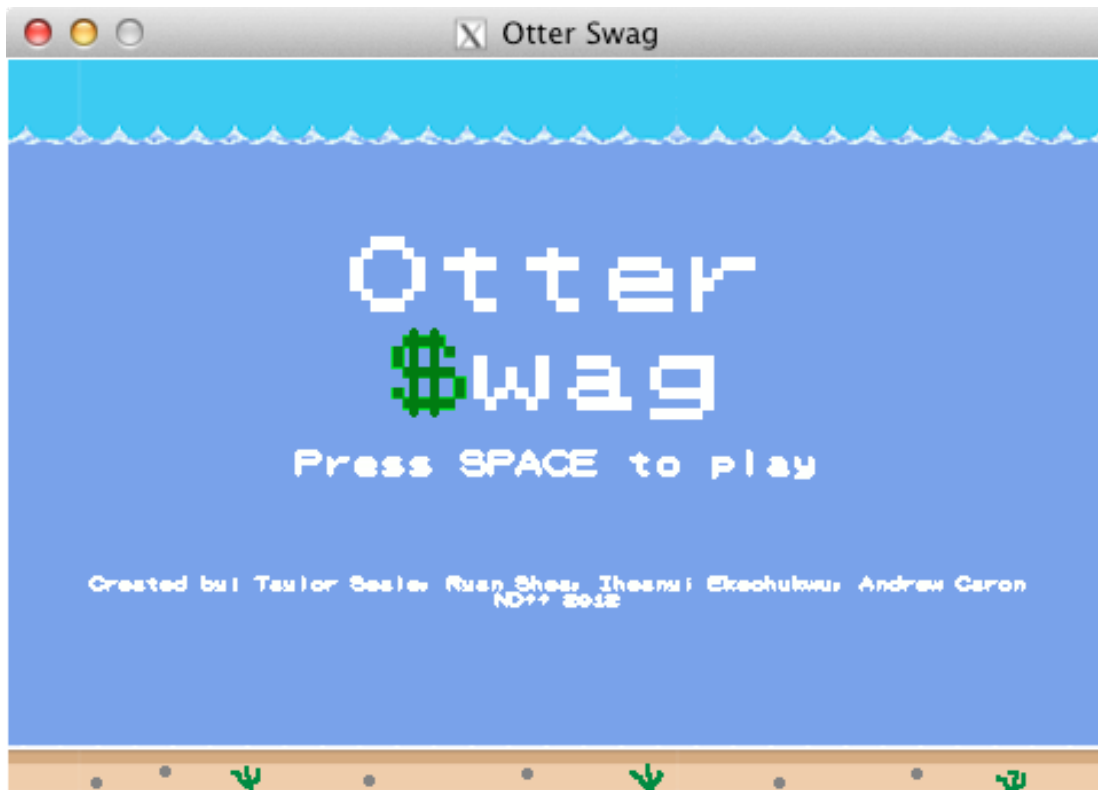 Otter Swag
Otter
$wag
Press SPACE to play
Created by: Taylor Seale, Ryan Shea, Iheanyi Ekechukwu, Andrew Caron
ND++ 2012